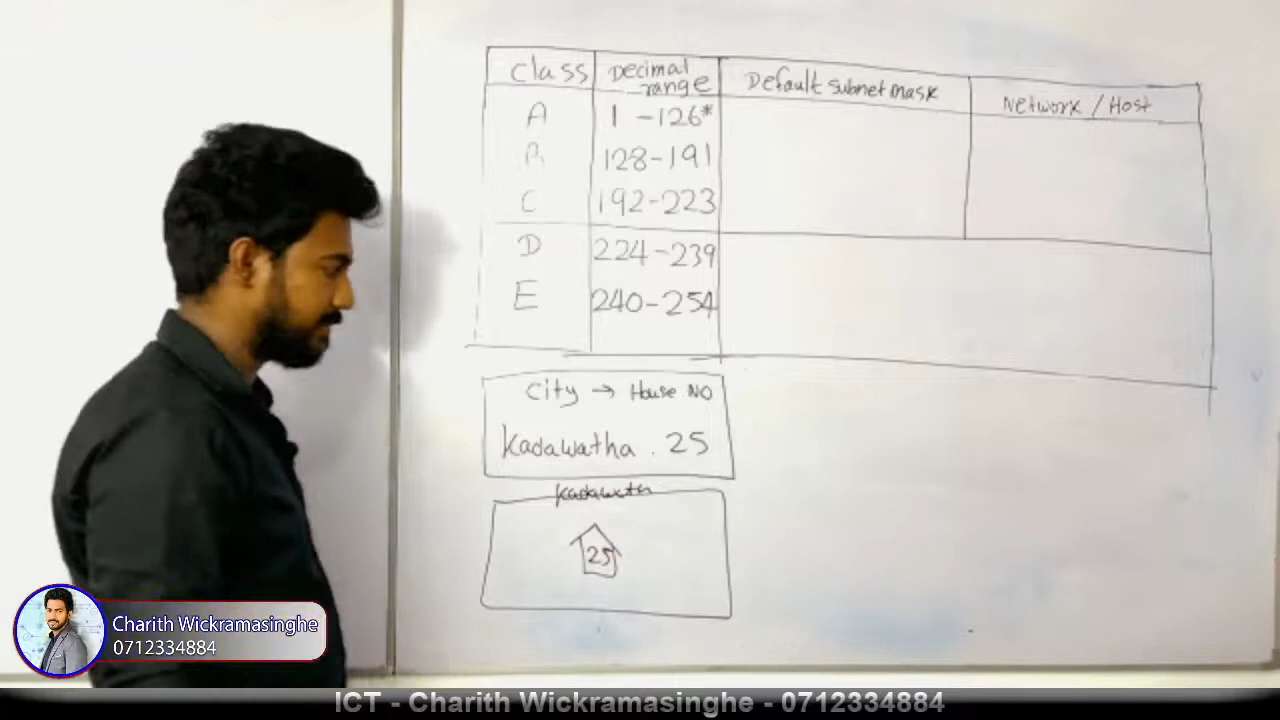 Class Decimal range Default subnet mask Network / Host
A 1 - 126*
B 128 - 191
C 192 - 223
D 224 - 239
E 240 - 254
City → House NO
Kadawatha . 25
Kadawatha
25
Charith Wickramasinghe
0712334884
ICT - Charith Wickramasinghe - 0712334884